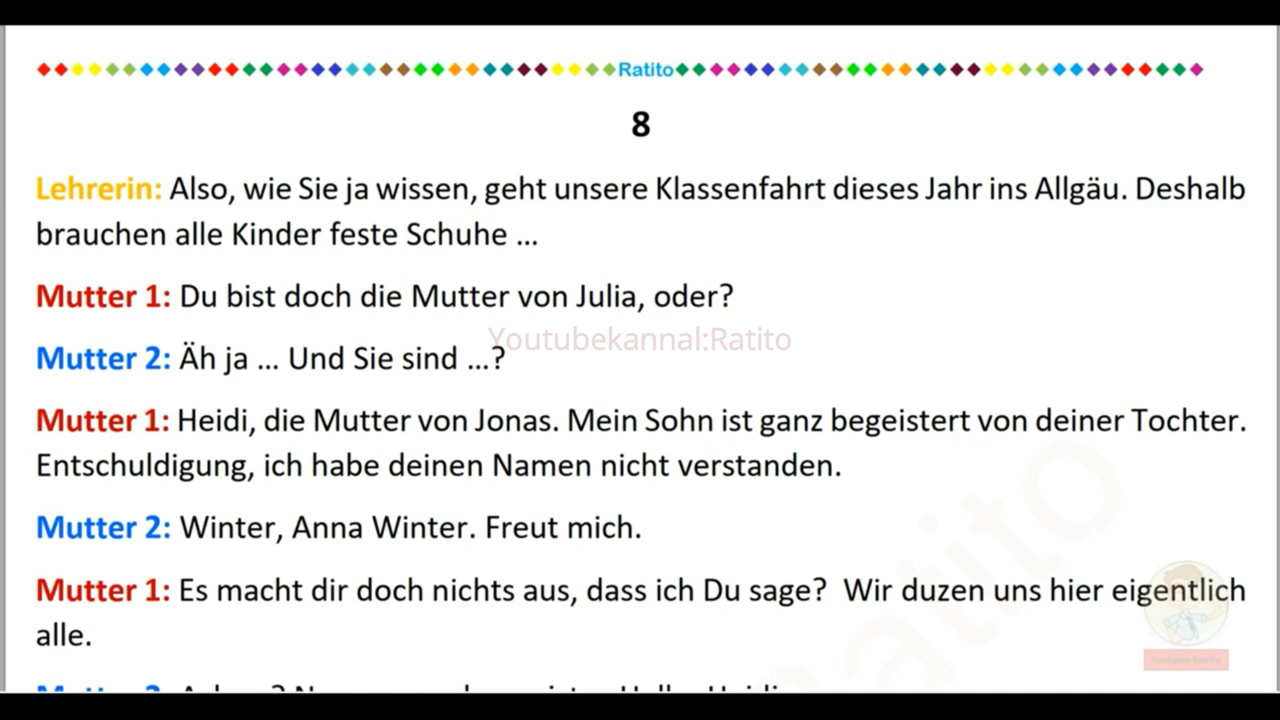 Ratito
8
Lehrerin: Also, wie Sie ja wissen, geht unsere Klassenfahrt dieses Jahr ins Allgäu. Deshalb
brauchen alle Kinder feste Schuhe ...
Mutter 1: Du bist doch die Mutter von Julia, oder?
Youtubekannal:Ratito
Mutter 2: Äh ja ... Und Sie sind ...?
Mutter 1: Heidi, die Mutter von Jonas. Mein Sohn ist ganz begeistert von deiner Tochter.
Entschuldigung, ich habe deinen Namen nicht verstanden.
Mutter 2: Winter, Anna Winter. Freut mich.
Mutter 1: Es macht dir doch nichts aus, dass ich Du sage? Wir duzen uns hier eigentlich
alle.
Ratito